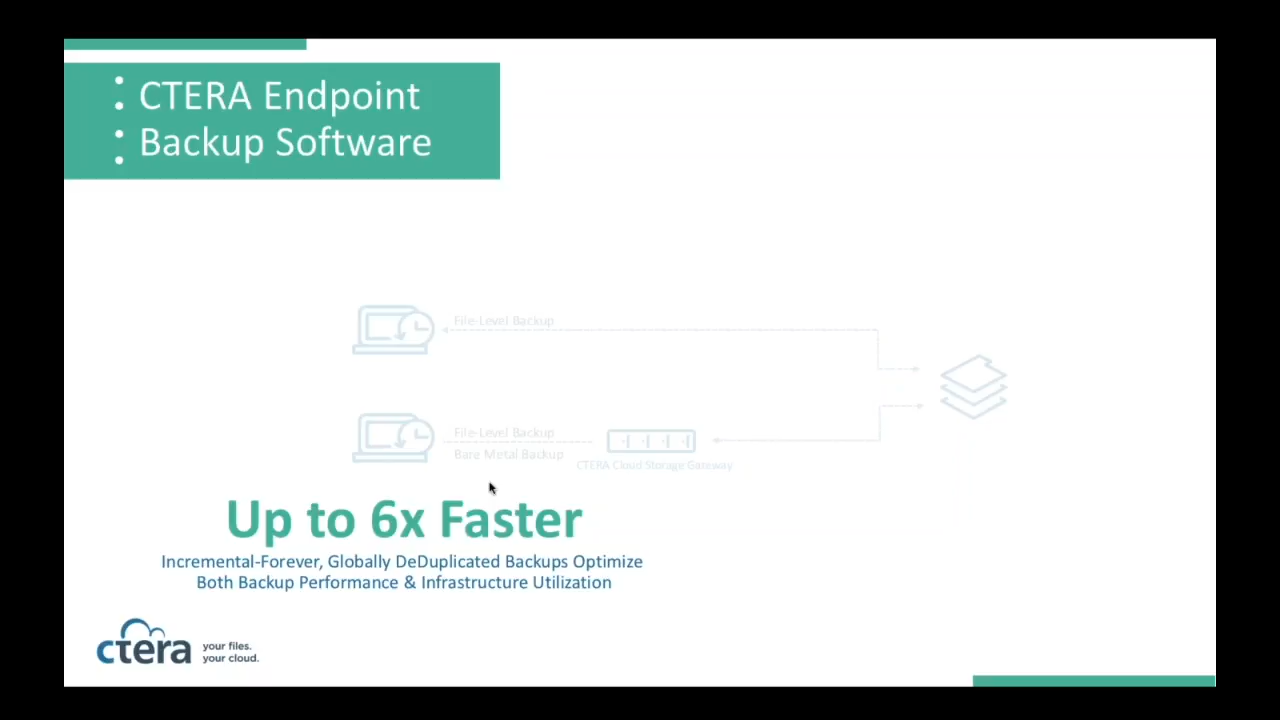 CTERA Endpoint
Backup Software
File-Level Backup
File-Level Backup
Bare Metal Backup
CTERA Cloud Storage Gateway
Up to 6x Faster
Incremental-Forever, Globally DeDuplicated Backups Optimize
Both Backup Performance & Infrastructure Utilization
ctera
your files.
your cloud.